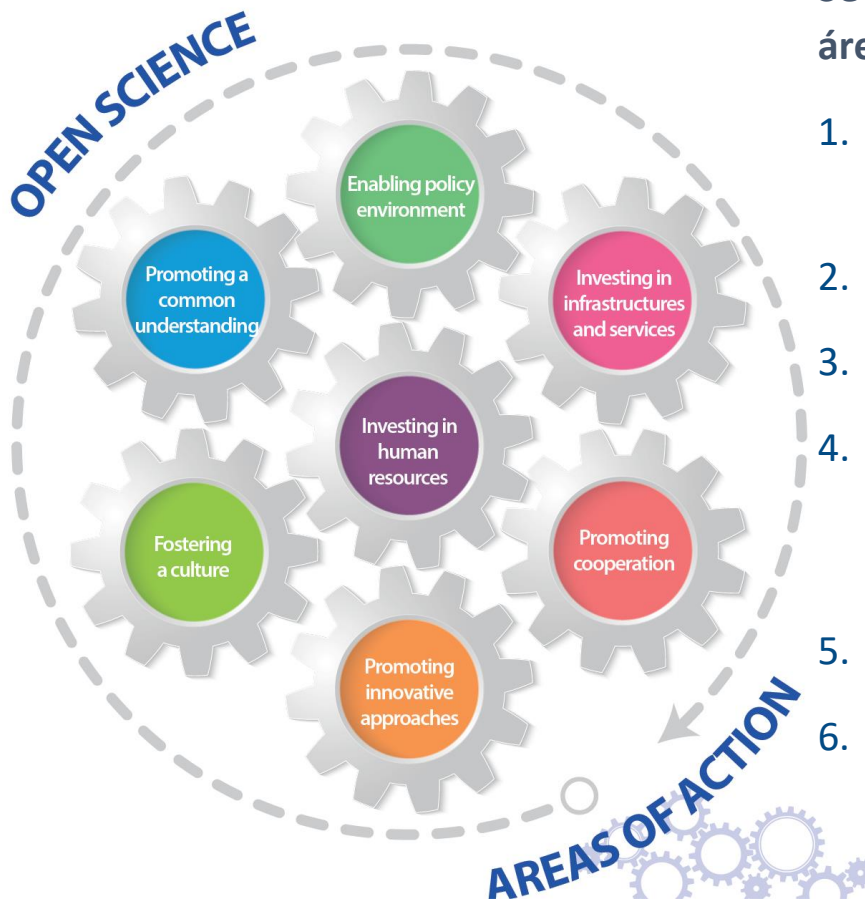 OPEN SCIENCE
Enabling policy
environment
Promoting a
common
understanding
Investing in
infrastructures
and services
Investing in
human
resources
Fostering
a culture
Promoting
cooperation
Promoting
innovative
approaches
AREAS OF ACTION
1.
2.
3.
4.
5.
6.